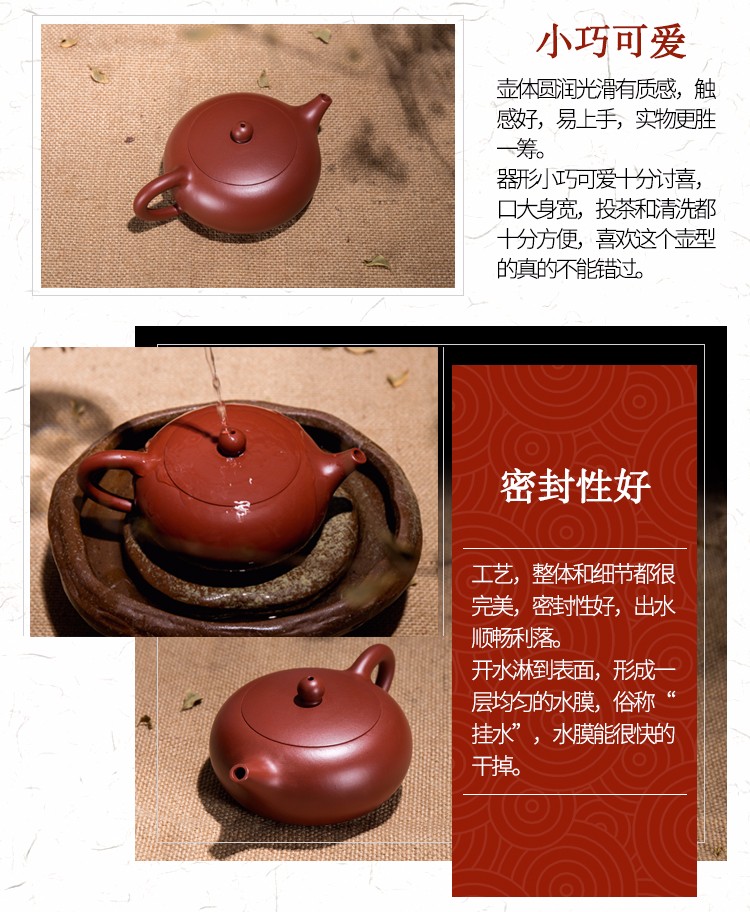 小巧可爱
壶体圆润光滑有质感，触
感好，易上手，实物更胜
一筹。
器形小巧可爱十分讨喜，
口大身宽，投茶和清洗都
十分方便，喜欢这个壶型
的真的不能错过。
密封性好
工艺，整体和细节都很
完美，密封性好，出水
顺畅利落。
开水淋到表面，形成一
层均匀的水膜，俗称“
挂水”，水膜能很快的
干掉。